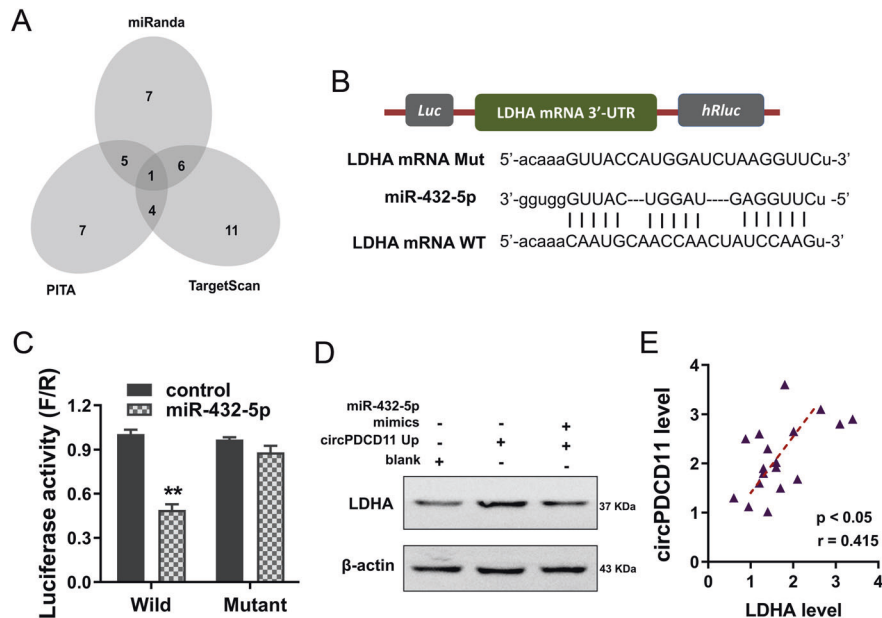 A
miRanda
7
5
1
6
4
7
11
PITA
TargetScan
B
Luc
LDHA mRNA 3'-UTR
hRluc
LDHA mRNA Mut 5'-acaaaGUUACCAUGGAUCUAAGGUUCu-3'
miR-432-5p 3'-ggughGUUAC---UGGAU----GAGGUUCu -5'
LDHA mRNA WT 5'-acaaaCAAUGCAACCAACUAUCCAAGu-3'
C
control
miR-432-5p
Luciferase activity (F/R)
1.2
0.9
0.6
0.3
0.0
**
Wild
Mutant
D
miR-432-5p
mimics - - +
circPDCD11 Up - + +
blank + - -
LDHA
37 KDa
β-actin
43 KDa
E
circPDCD11 level
4
3
2
1
0
p < 0.05
r = 0.415
0 1 2 3 4
LDHA level